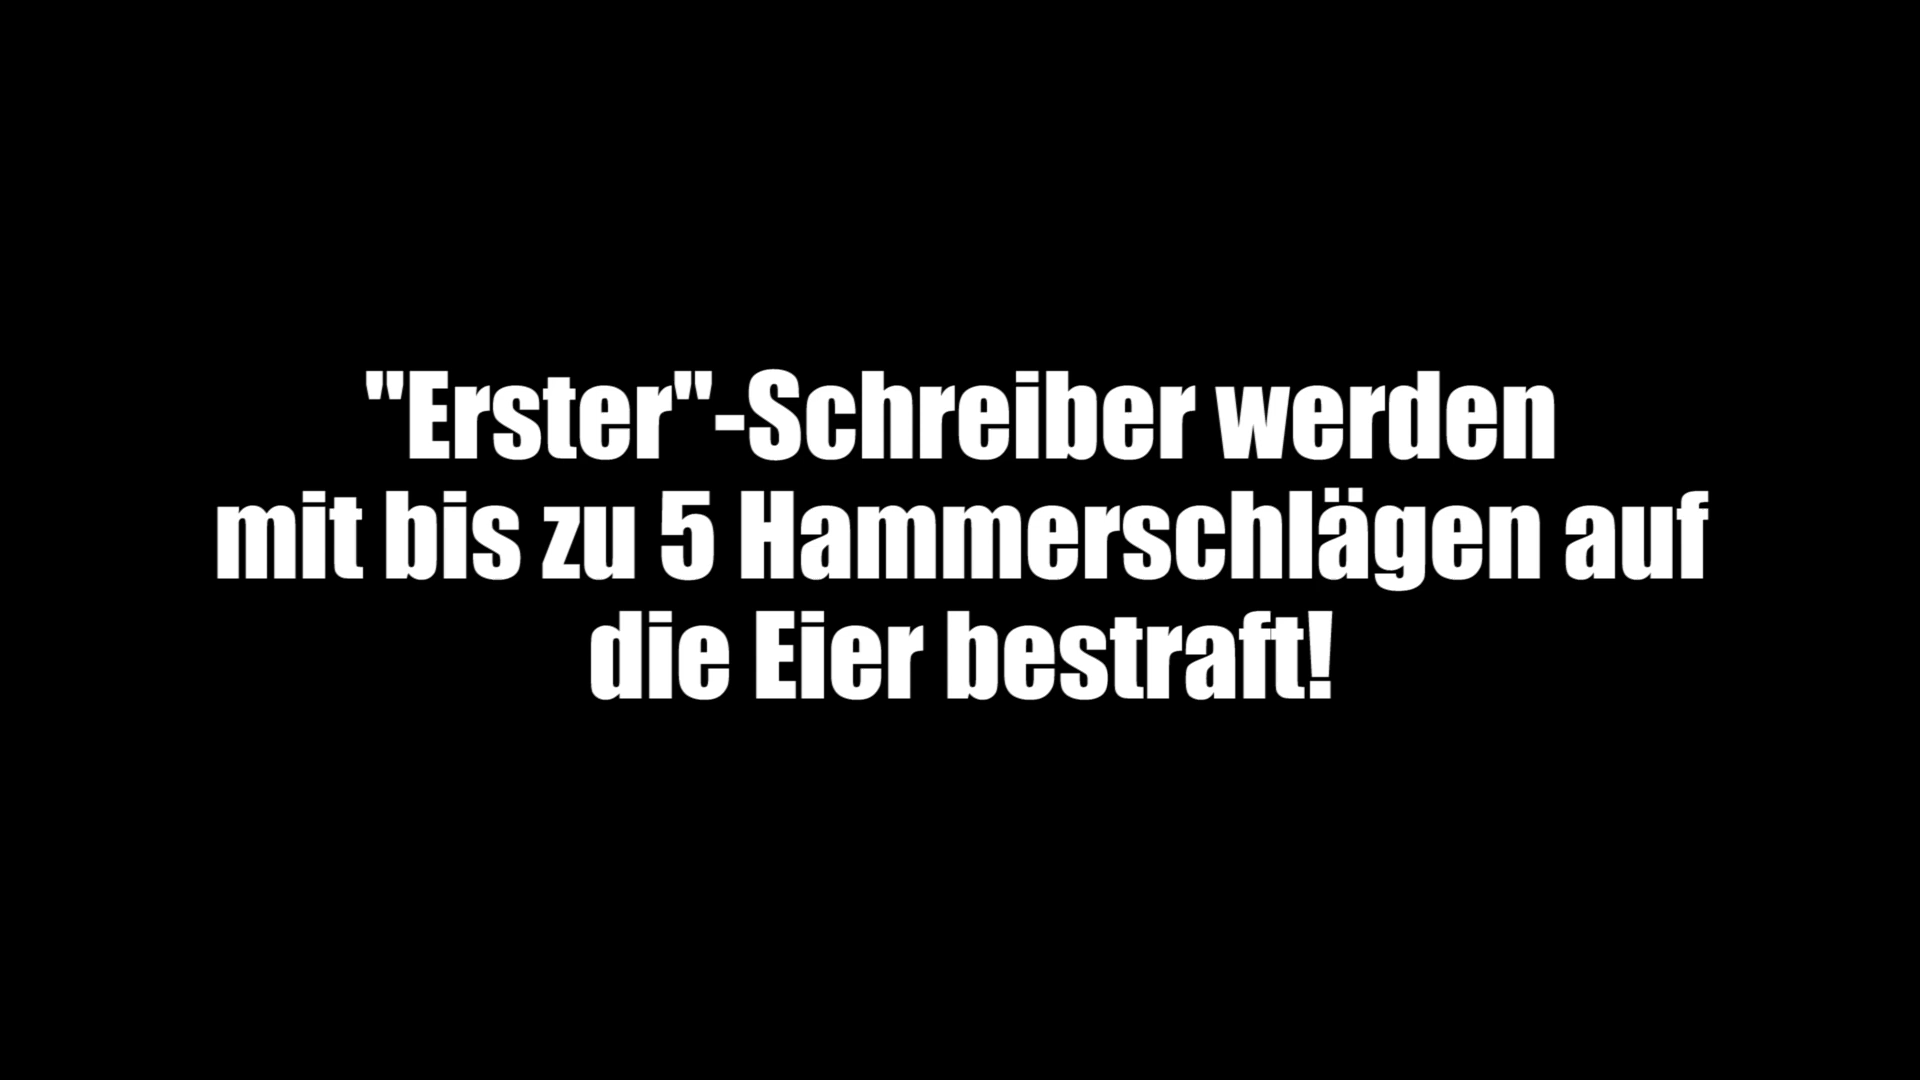 "Erster"-Schreiber werden
mit bis zu 5 Hammerschlägen auf
die Eier bestraft!